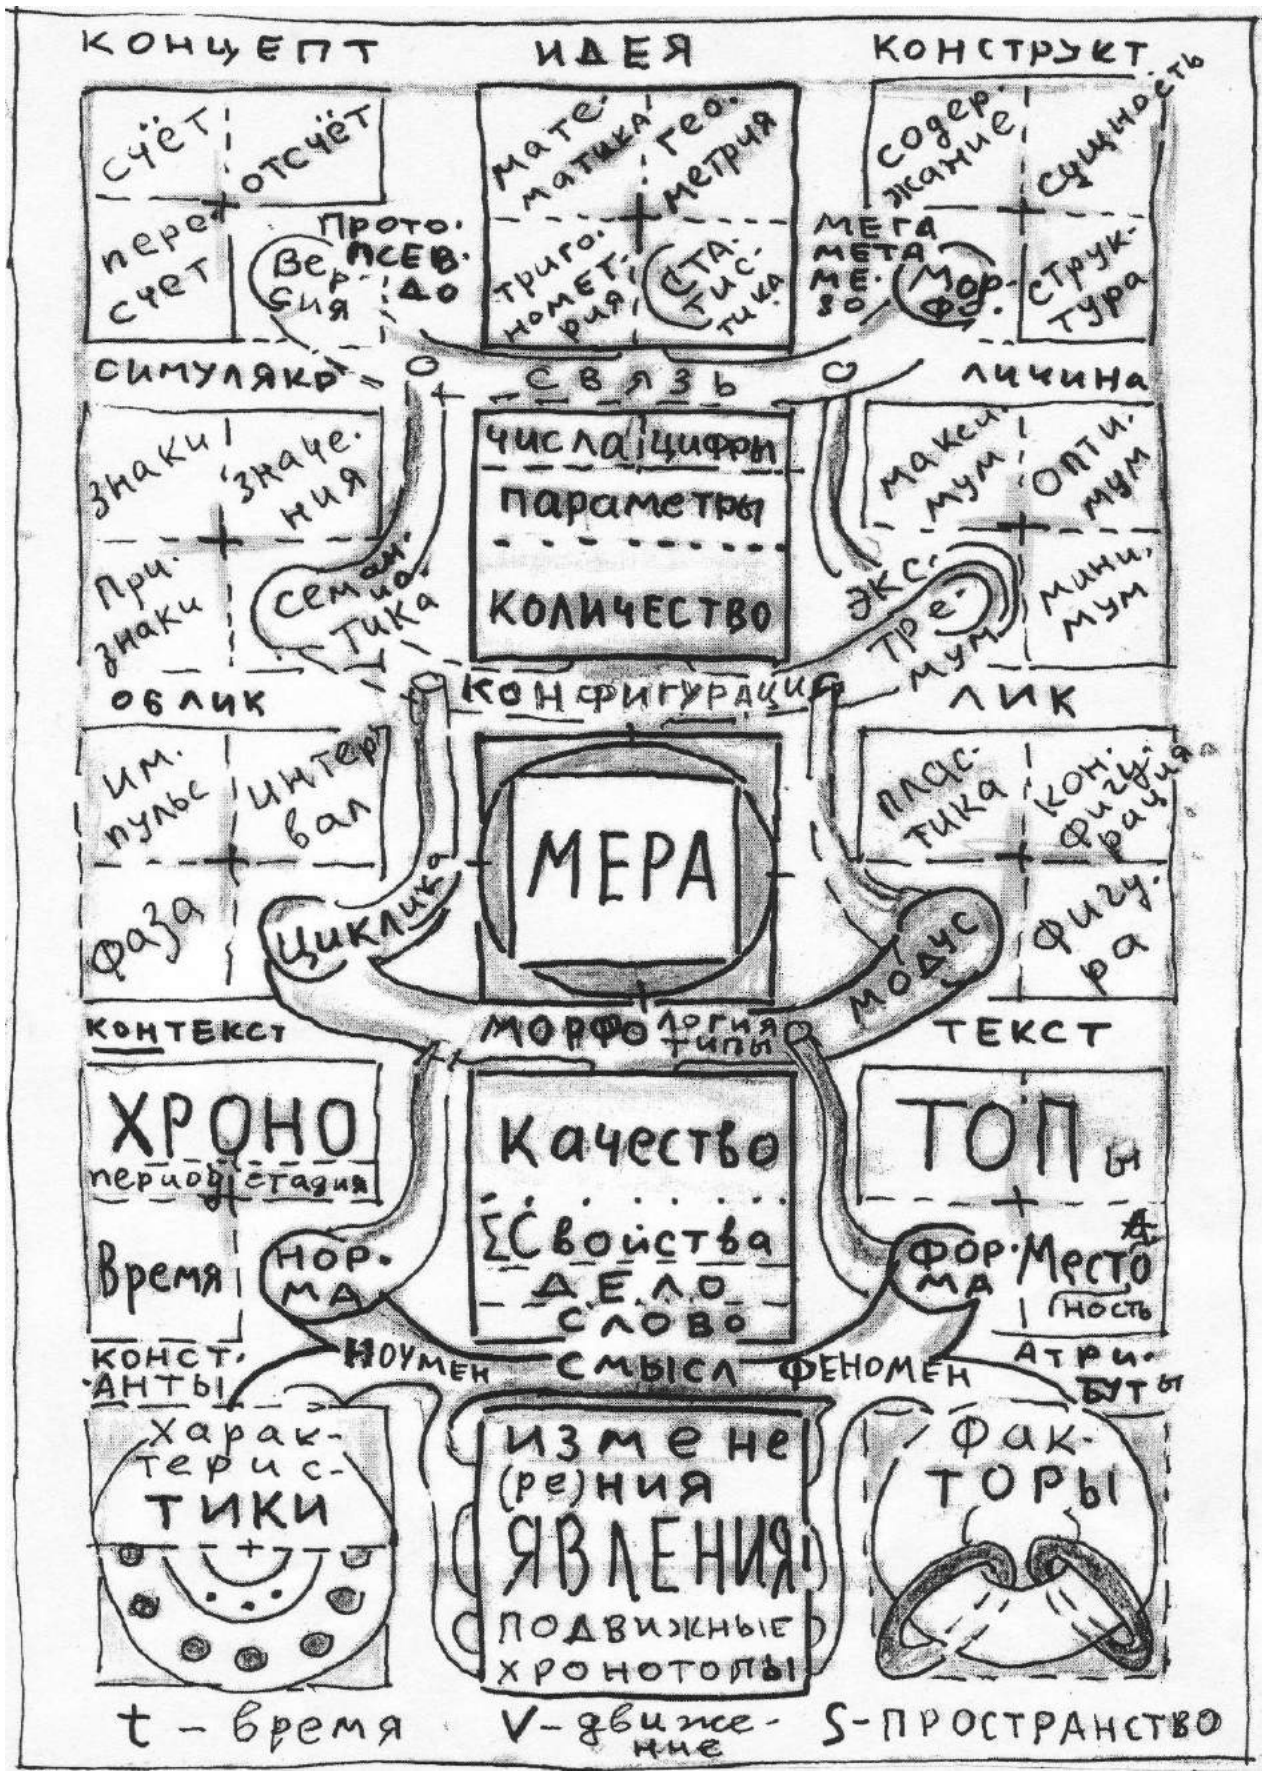 КОНЦЕПТ
ИДЕЯ
КОНСТРУКТ
счёт
отсчёт
пере
счет
Вер-
сия
Прото.
ПСЕВ.
ДО
мате.
матика
гео.
метрия
триго.
номет-
рия
СТА-
тис-
тика
содер.
жание
сущность
МЕГА
МЕТА
МЕ.
ЗО
Мор-
фо.
струк-
тура
СИМУЛЯКР
СВЯЗЬ
ЛИЧИНА
знаки
значе.
ния
При.
знаки
семан.
тика
числа цифры
параметры
КОЛИЧЕСТВО
макси.
мум
опти.
мум
ЭКС-
ТРЕ-
МУМ
мини.
мум
ОБЛИК
КОНФИГУРАЦИЯ
ЛИК
им.
пульс
интер
вал
фаза
ЦИКЛИКА
МЕРА
плас-
тика
кон.
фигу.
рация
МОДУС
фигу.
ра
КОНТЕКСТ
МОРФОЛОГИЯ
ТИПЫ
ТЕКСТ
ХРОНО
период стадия
Время
НОР.
МА
Качество
ΣСвойства
ДЕЛО
СЛОВО
ТОПЫ
ФОР.
МА
Место
НОСТЬ
КОНСТ.
АНТЫ
НОУМЕН
СМЫСЛ
ФЕНОМЕН
АТРИ.
БУТЫ
Харак-
терис-
ТИКИ
измене
(ре)ния
ЯВЛЕНИЯ
ПОДВИЖНЫЕ
ХРОНОТОПЫ
Фак-
ТОРЫ
t - время
V - движе-
ние
S - ПРОСТРАНСТВО